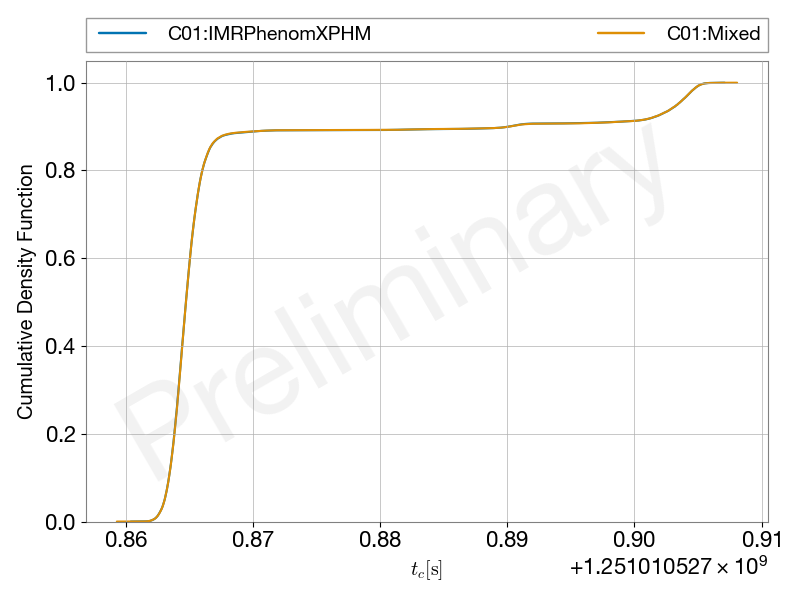 C01:IMRPhenomXPHM C01:Mixed
1.0
0.8
0.6
0.4
0.2
0.0
Cumulative Density Function
Preliminary
0.86 0.87 0.88 0.89 0.90 0.91
t_c[s]
+1.251010527 × 10⁹